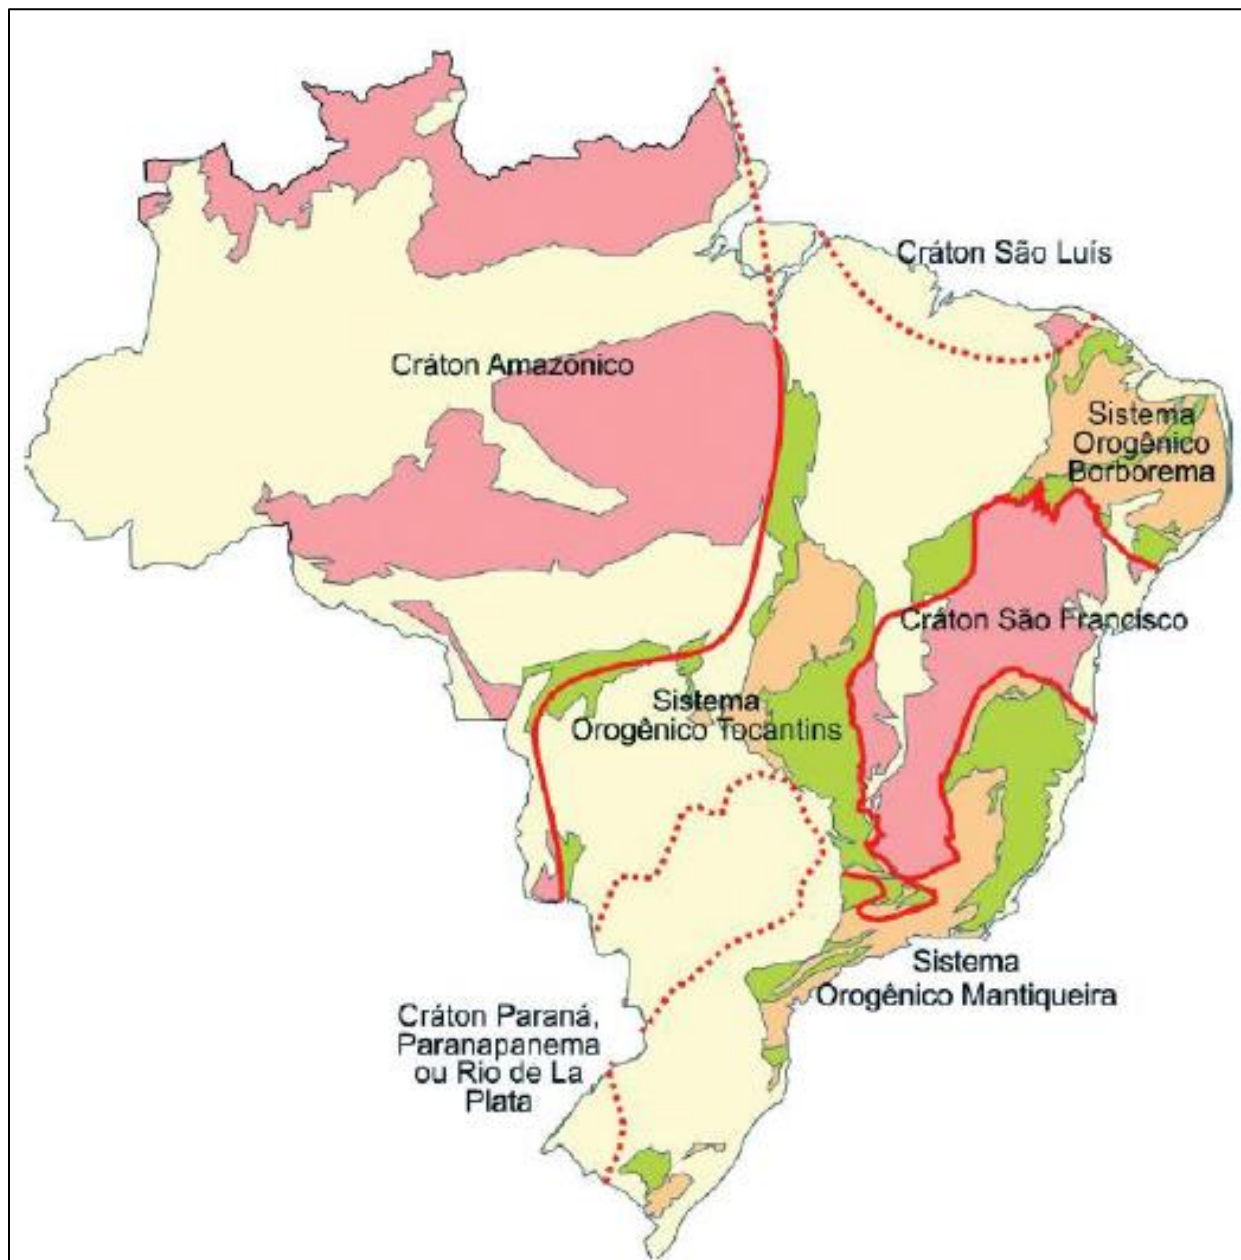 Cráton São Luís
Cráton Amazônico
Sistema
Orogênico
Borborema
Cráton São Francisco
Sistema
Orogênico Tocantins
Sistema
Orogênico Mantiqueira
Cráton Paraná,
Paranapanema
ou Rio de La
Plata